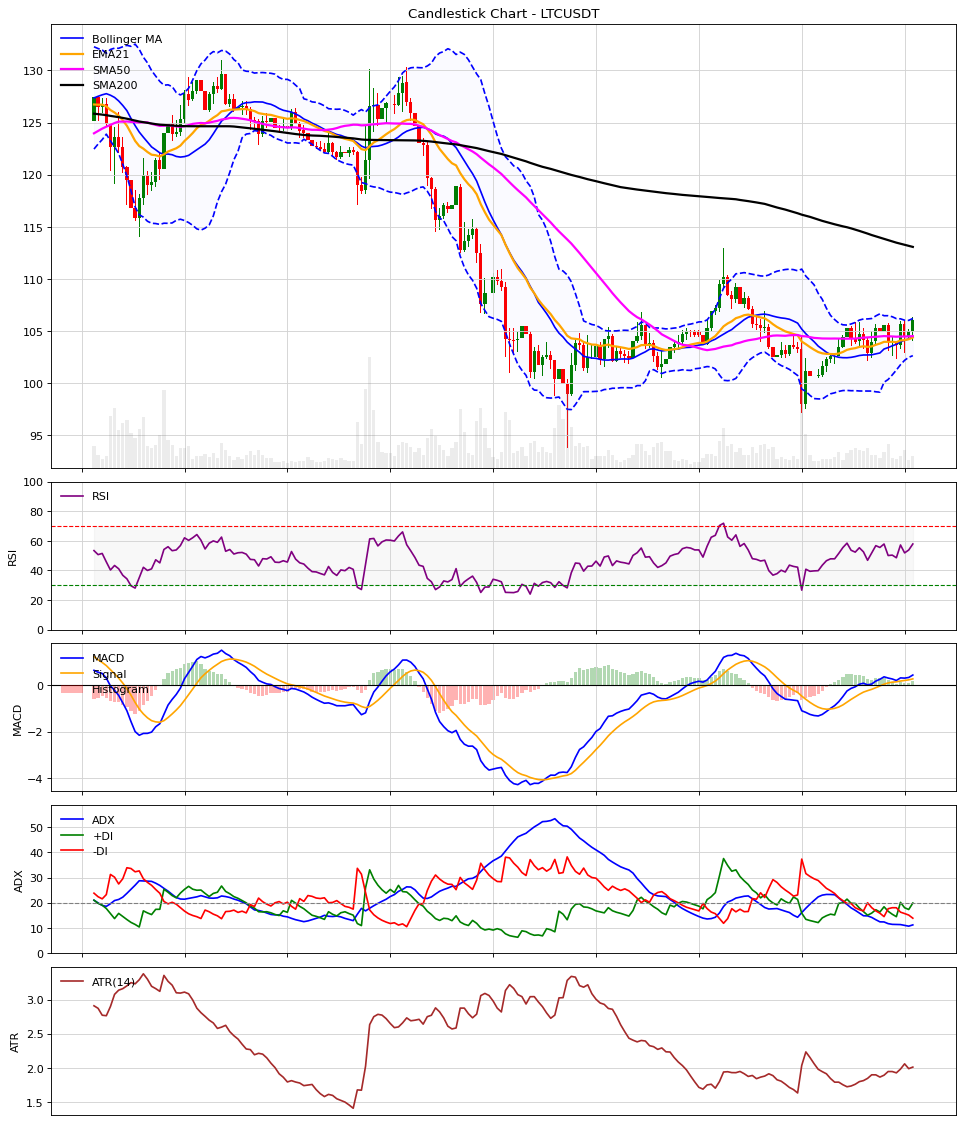 Candlestick Chart - LTCUSDT
Bollinger MA
EMA21
SMA50
SMA200
130
125
120
115
110
105
100
95
RSI
100
80
60
40
20
0
RSI
MACD
Signal
Histogram
0
−2
−4
MACD
ADX
+DI
-DI
50
40
30
20
10
0
ADX
ATR(14)
3.0
2.5
2.0
1.5
ATR